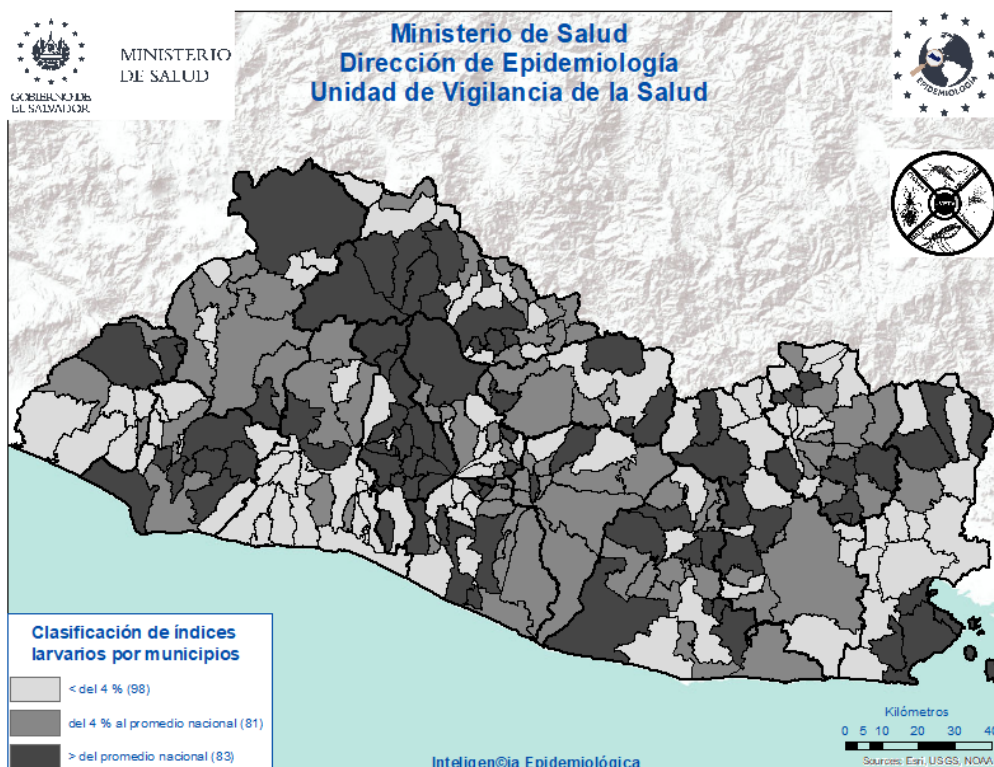 Ministerio de Salud
Dirección de Epidemiología
Unidad de Vigilancia de la Salud
MINISTERIO
DE SALUD
GOBIERNO DE
EL SALVADOR
EPIDEMIOLOGÍA
Clasificación de índices
larvarios por municipios
< del 4 % (98)
del 4 % al promedio nacional (81)
> del promedio nacional (83)
Inteligen©ia Epidemiológica
Kilómetros
0 5 10 20 30 40
Sources: Esri, USGS, NOAA